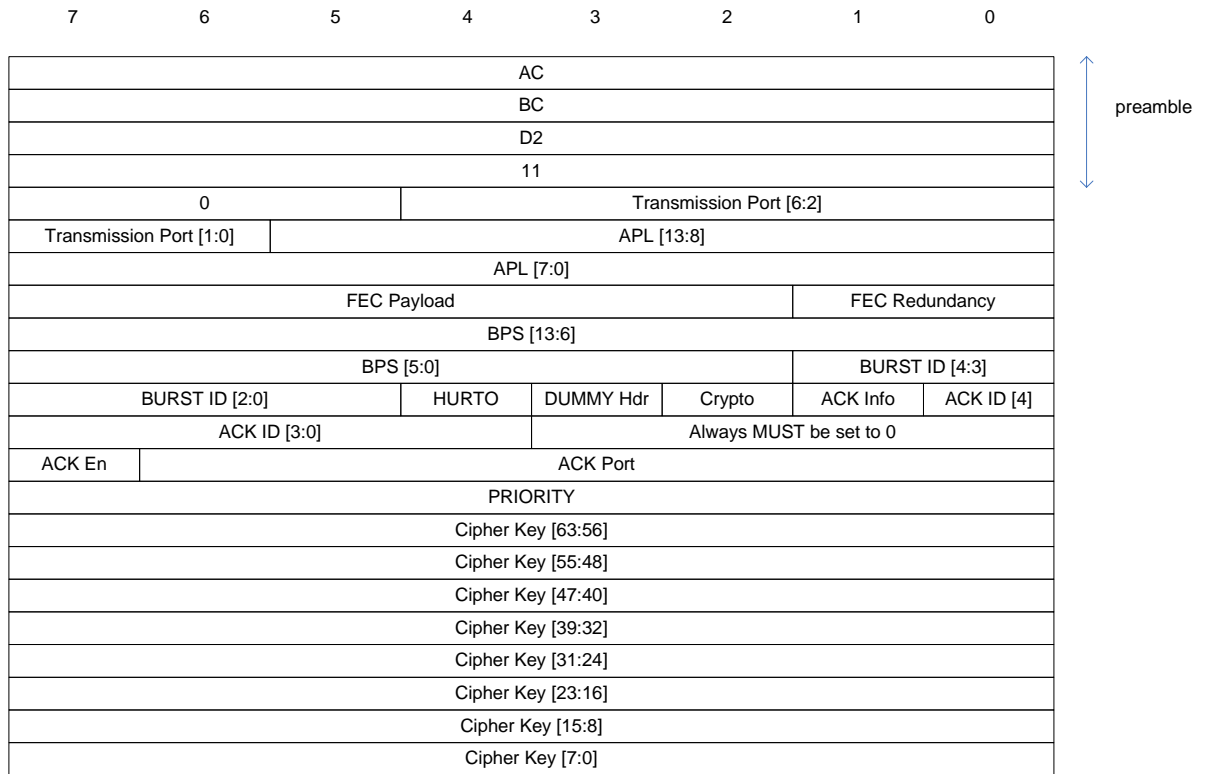 7 6 5 4 3 2 1 0
AC
BC
preamble
D2
11
0 Transmission Port [6:2]
Transmission Port [1:0] APL [13:8]
APL [7:0]
FEC Payload FEC Redundancy
BPS [13:6]
BPS [5:0] BURST ID [4:3]
BURST ID [2:0] HURTO DUMMY Hdr Crypto ACK Info ACK ID [4]
ACK ID [3:0] Always MUST be set to 0
ACK En ACK Port
PRIORITY
Cipher Key [63:56]
Cipher Key [55:48]
Cipher Key [47:40]
Cipher Key [39:32]
Cipher Key [31:24]
Cipher Key [23:16]
Cipher Key [15:8]
Cipher Key [7:0]